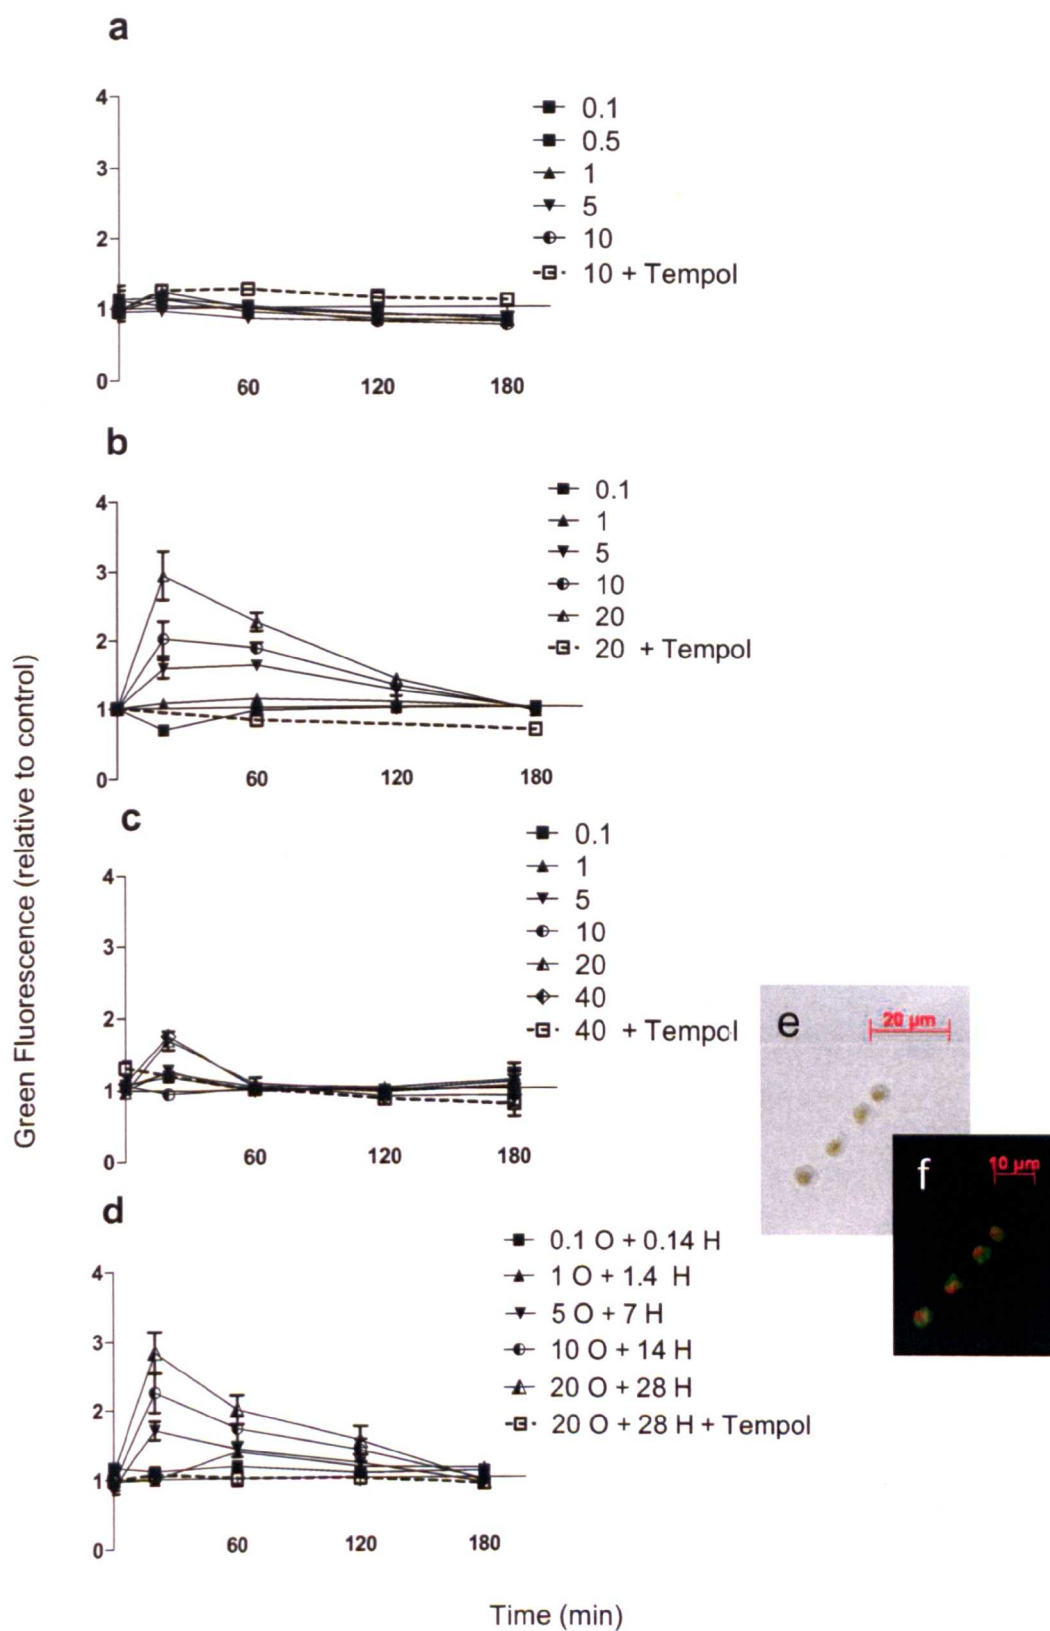 a
4
3
2
1
0
60 120 180
0.1
0.5
1
5
10
10 + Tempol
b
4
3
2
1
0
60 120 180
0.1
1
5
10
20
20 + Tempol
c
4
3
2
1
0
60 120 180
0.1
1
5
10
20
40
40 + Tempol
d
4
3
2
1
0
60 120 180
0.1 O + 0.14 H
1 O + 1.4 H
5 O + 7 H
10 O + 14 H
20 O + 28 H
20 O + 28 H + Tempol
e
20 µm
f
10 µm
Green Fluorescence (relative to control)
Time (min)